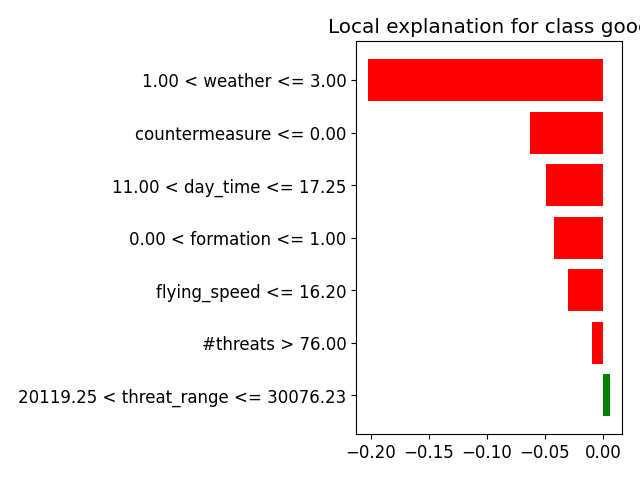 Local explanation for class good
1.00 < weather <= 3.00
countermeasure <= 0.00
11.00 < day_time <= 17.25
0.00 < formation <= 1.00
flying_speed <= 16.20
#threats > 76.00
20119.25 < threat_range <= 30076.23
−0.20 −0.15 −0.10 −0.05 0.00